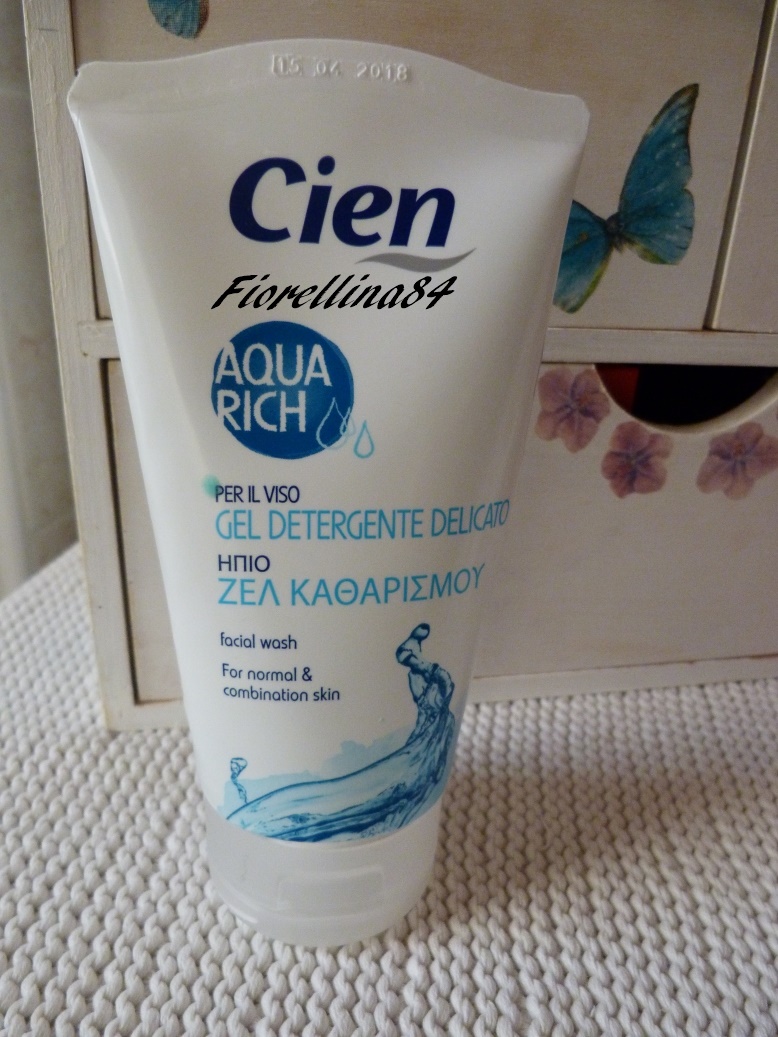 05 04 2018
Cien
Fiorellina84
AQUA
RICH
PER IL VISO
GEL DETERGENTE DELICATO
ΗΠΙΟ
ΖΕΛ ΚΑΘΑΡΙΣΜΟΥ
facial wash
For normal &
combination skin